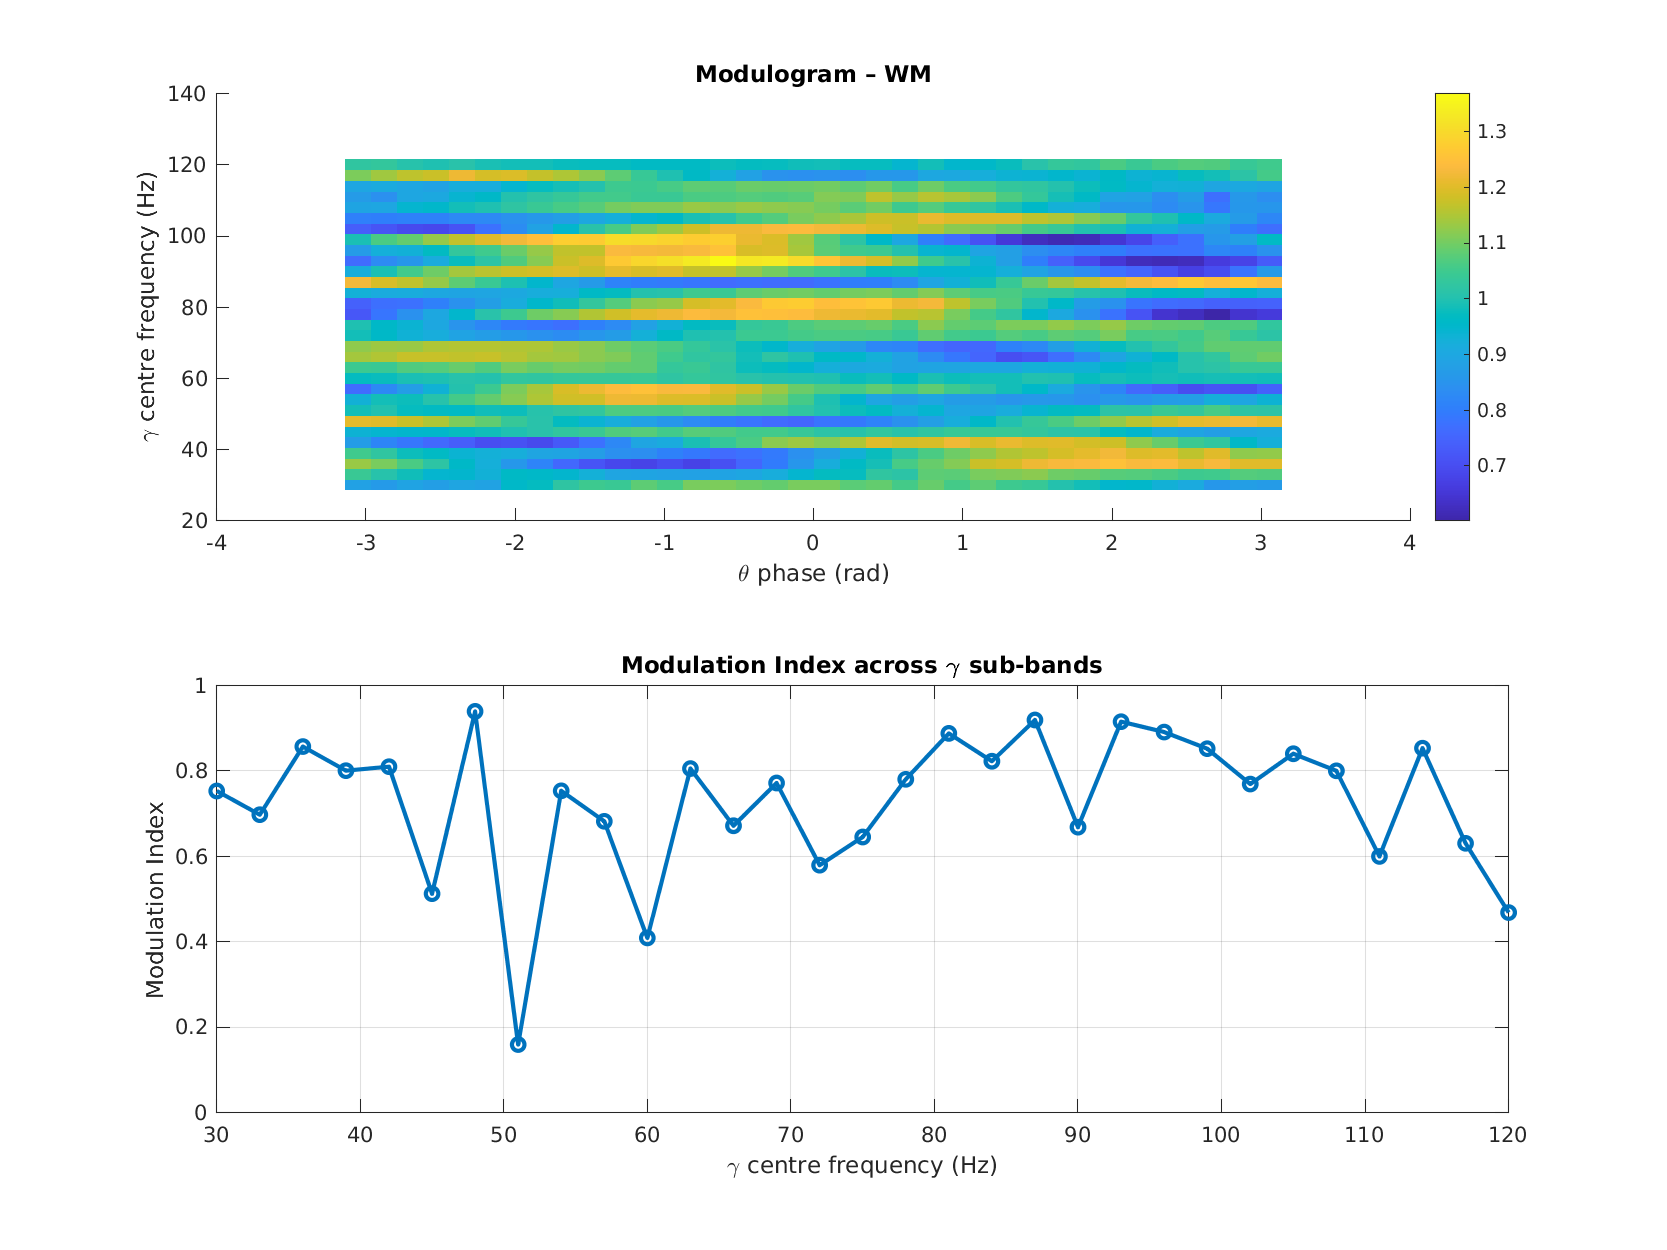 Modulogram – WM
γ centre frequency (Hz)
140
120
100
80
60
40
20
-4 -3 -2 -1 0 1 2 3 4
θ phase (rad)
1.3
1.2
1.1
1
0.9
0.8
0.7
Modulation Index across γ sub-bands
Modulation Index
1
0.8
0.6
0.4
0.2
0
30 40 50 60 70 80 90 100 110 120
γ centre frequency (Hz)